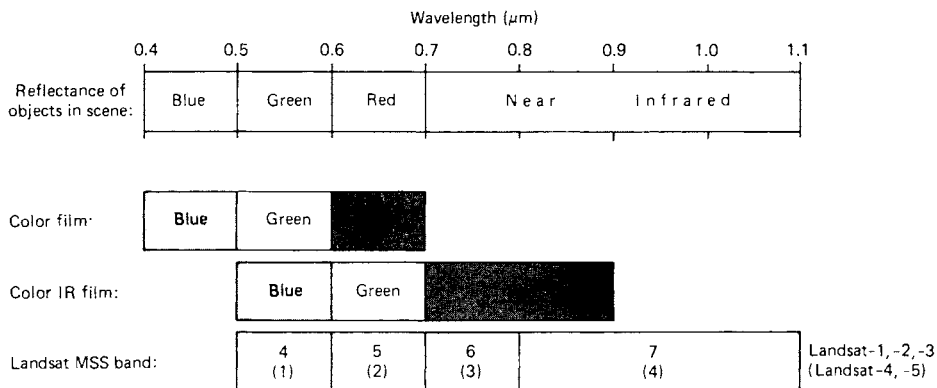 Wavelength (μm)
0.4 0.5 0.6 0.7 0.8 0.9 1.0 1.1
Reflectance of
objects in scene:
Blue Green Red Near Infrared
Color film:
Blue Green
Color IR film:
Blue Green
Landsat MSS band:
4 5 6 7
(1) (2) (3) (4)
Landsat-1, -2, -3
(Landsat-4, -5)